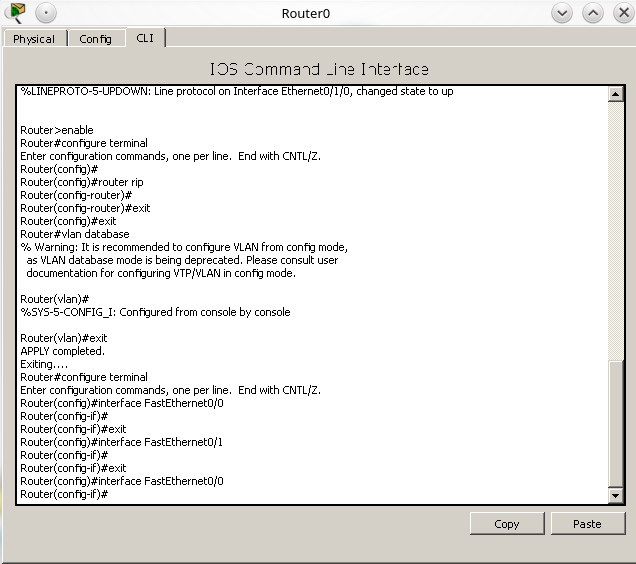 Router0
Physical Config CLI
IOS Command Line Interface
%LINEPROTO-5-UPDOWN: Line protocol on Interface Ethernet0/1/0, changed state to up
Router>enable
Router#configure terminal
Enter configuration commands, one per line.  End with CNTL/Z.
Router(config)#
Router(config)#router rip
Router(config-router)#
Router(config-router)#exit
Router(config)#exit
Router#vlan database
% Warning: It is recommended to configure VLAN from config mode,
  as VLAN database mode is being deprecated. Please consult user
  documentation for configuring VTP/VLAN in config mode.
Router(vlan)#
%SYS-5-CONFIG_I: Configured from console by console
Router(vlan)#exit
APPLY completed.
Exiting....
Router#configure terminal
Enter configuration commands, one per line.  End with CNTL/Z.
Router(config)#interface FastEthernet0/0
Router(config-if)#
Router(config-if)#exit
Router(config)#interface FastEthernet0/1
Router(config-if)#
Router(config-if)#exit
Router(config)#interface FastEthernet0/0
Router(config-if)#
Copy Paste